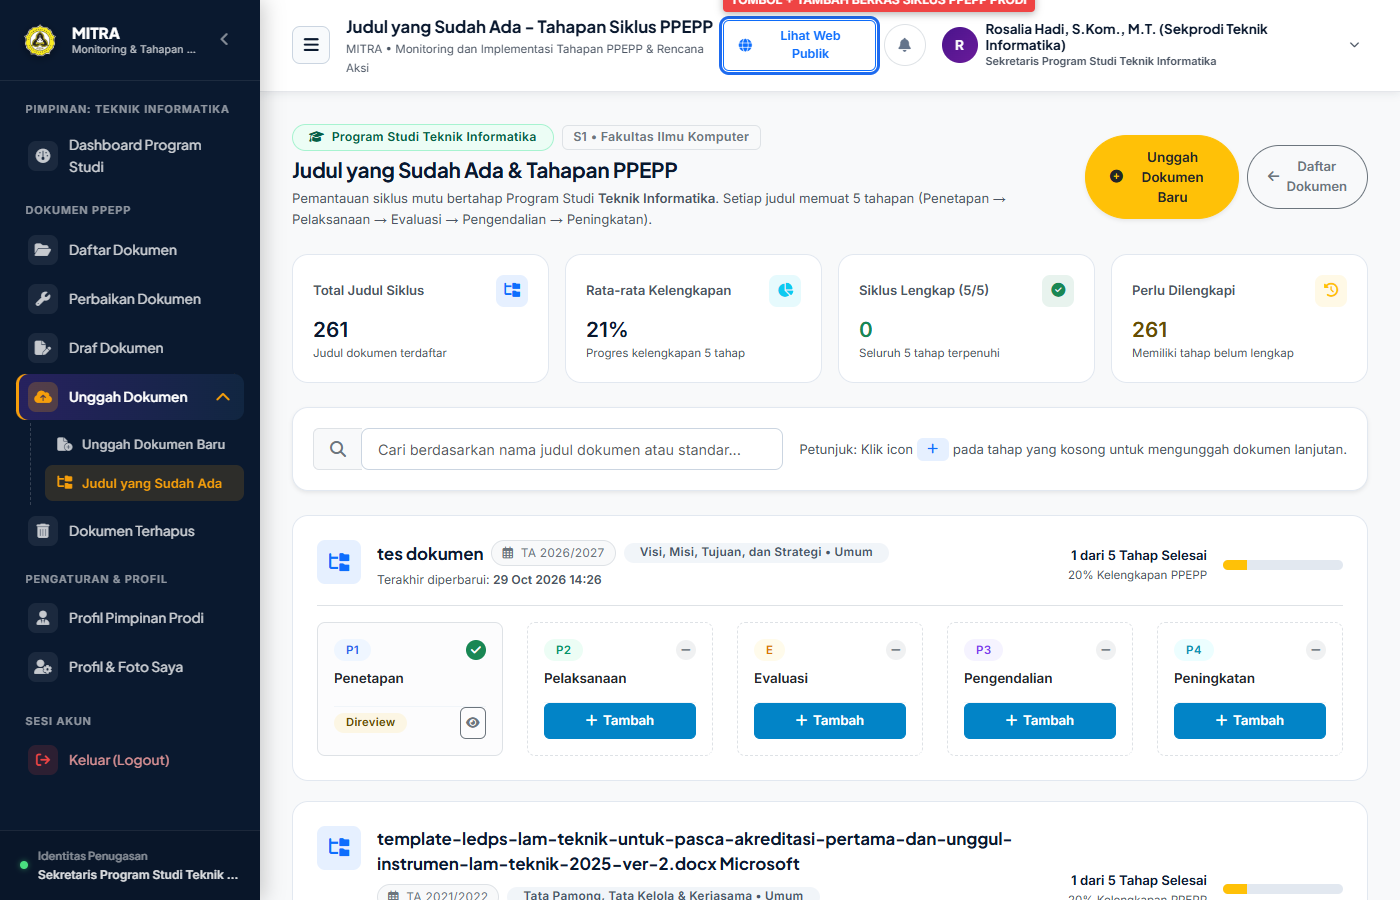 MITRA
Monitoring & Tahapan ...
PIMPINAN: TEKNIK INFORMATIKA
Dashboard Program
Studi
DOKUMEN PPEPP
Daftar Dokumen
Perbaikan Dokumen
Draf Dokumen
Unggah Dokumen
Unggah Dokumen Baru
Judul yang Sudah Ada
Dokumen Terhapus
PENGATURAN & PROFIL
Profil Pimpinan Prodi
Profil & Foto Saya
SESI AKUN
Keluar (Logout)
Identitas Penugasan
Sekretaris Program Studi Teknik ...
Judul yang Sudah Ada - Tahapan Siklus PPEPP
MITRA • Monitoring dan Implementasi Tahapan PPEPP & Rencana
Aksi
TOMBOL + TAMBAH BERKAS SIKLUS PPEPP PRODI
Lihat Web
Publik
R
Rosalia Hadi, S.Kom., M.T. (Sekprodi Teknik
Informatika)
Sekretaris Program Studi Teknik Informatika
Program Studi Teknik Informatika
S1 • Fakultas Ilmu Komputer
Judul yang Sudah Ada & Tahapan PPEPP
Pemantauan siklus mutu bertahap Program Studi Teknik Informatika. Setiap judul memuat 5 tahapan (Penetapan →
Pelaksanaan → Evaluasi → Pengendalian → Peningkatan).
Unggah
Dokumen
Baru
Daftar
Dokumen
Total Judul Siklus
261
Judul dokumen terdaftar
Rata-rata Kelengkapan
21%
Progres kelengkapan 5 tahap
Siklus Lengkap (5/5)
0
Seluruh 5 tahap terpenuhi
Perlu Dilengkapi
261
Memiliki tahap belum lengkap
Cari berdasarkan nama judul dokumen atau standar...
Petunjuk: Klik icon + pada tahap yang kosong untuk mengunggah dokumen lanjutan.
tes dokumen
TA 2026/2027
Visi, Misi, Tujuan, dan Strategi • Umum
Terakhir diperbarui: 29 Oct 2026 14:26
1 dari 5 Tahap Selesai
20% Kelengkapan PPEPP
P1
Penetapan
Direview
P2
Pelaksanaan
+ Tambah
E
Evaluasi
+ Tambah
P3
Pengendalian
+ Tambah
P4
Peningkatan
+ Tambah
template-ledps-lam-teknik-untuk-pasca-akreditasi-pertama-dan-unggul-
instrumen-lam-teknik-2025-ver-2.docx Microsoft
TA 2021/2022
Tata Pamong, Tata Kelola & Kerjasama • Umum
1 dari 5 Tahap Selesai
20% Kelengkapan PPEPP